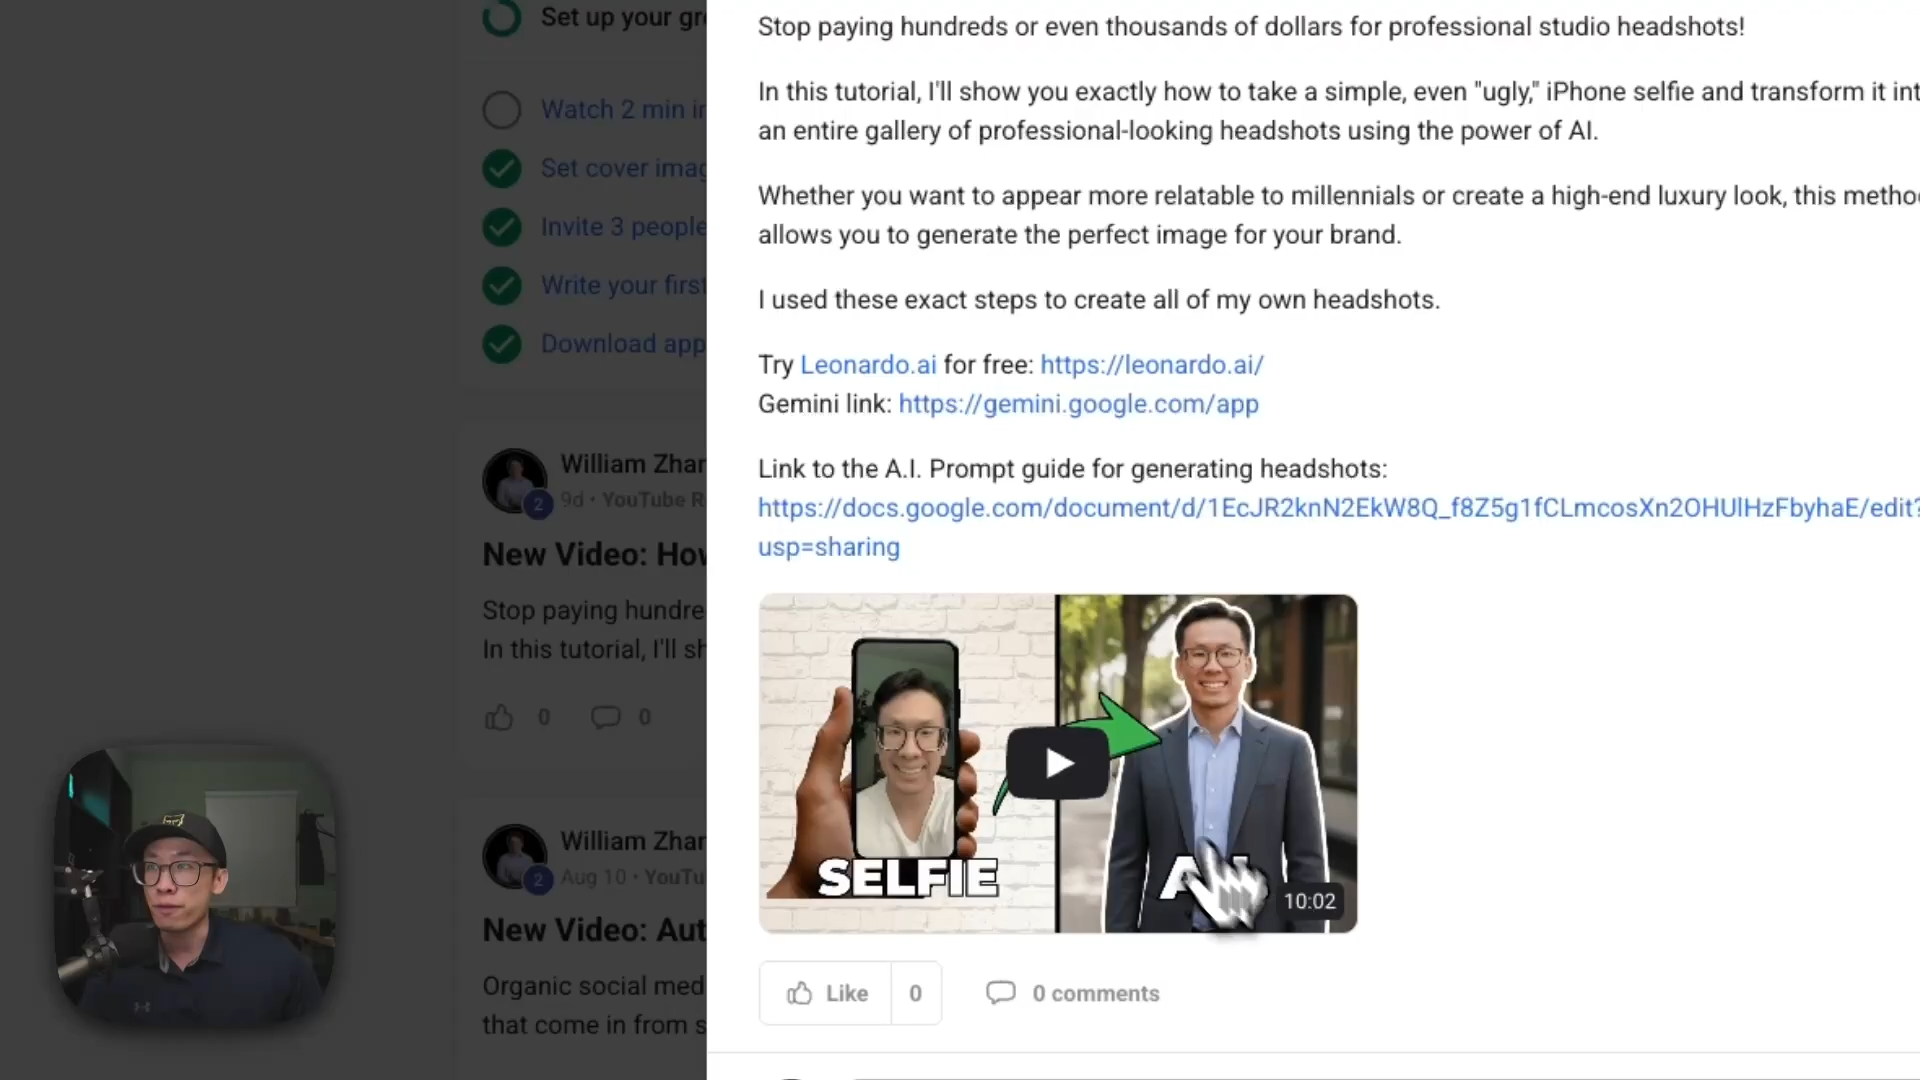 Set up your gr
Watch 2 min in
Set cover imag
Invite 3 people
Write your first
Download app
William Zhan
2
9d • YouTube R
New Video: How
Stop paying hundre
In this tutorial, I'll sh
0
0
William Zhan
2
Aug 10 • YouTu
New Video: Aut
Organic social med
that come in from s
Stop paying hundreds or even thousands of dollars for professional studio headshots!
In this tutorial, I'll show you exactly how to take a simple, even "ugly," iPhone selfie and transform it int
an entire gallery of professional-looking headshots using the power of AI.
Whether you want to appear more relatable to millennials or create a high-end luxury look, this metho
allows you to generate the perfect image for your brand.
I used these exact steps to create all of my own headshots.
Try Leonardo.ai for free: https://leonardo.ai/
Gemini link: https://gemini.google.com/app
Link to the A.I. Prompt guide for generating headshots:
https://docs.google.com/document/d/1EcJR2knN2EkW8Q_f8Z5g1fCLmcosXn2OHUlHzFbyhaE/edit?
usp=sharing
SELFIE
10:02
Like
0
0 comments